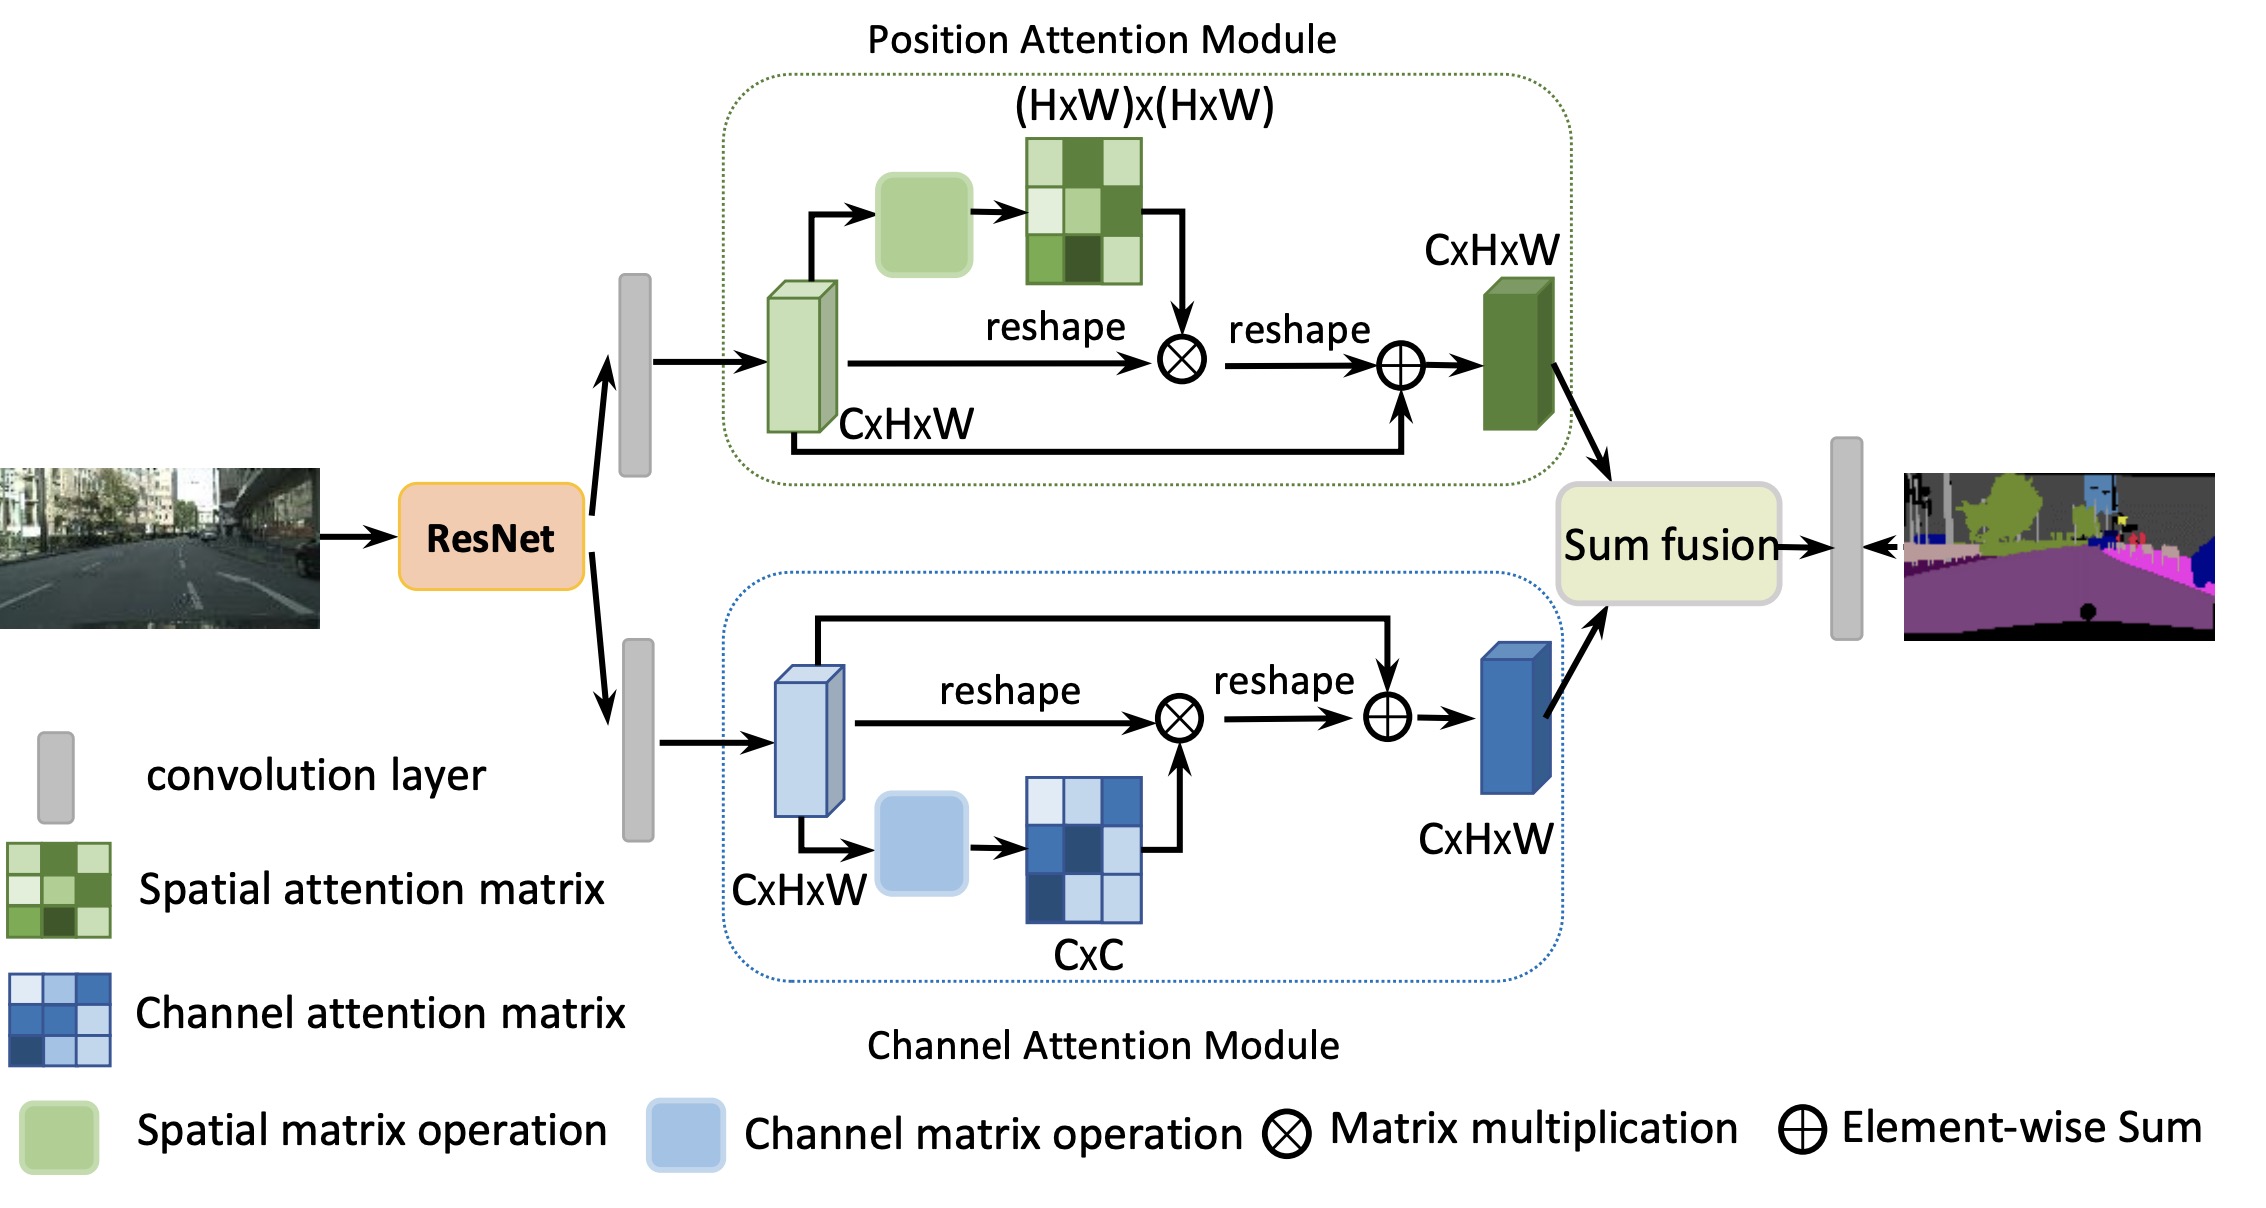 Position Attention Module
(HxW)x(HxW)
CxHxW
reshape
reshape
CxHxW
ResNet
Sum fusion
reshape
reshape
CxHxW
CxHxW
CxC
Channel Attention Module
convolution layer
Spatial attention matrix
Channel attention matrix
Spatial matrix operation
Channel matrix operation
Matrix multiplication
Element-wise Sum